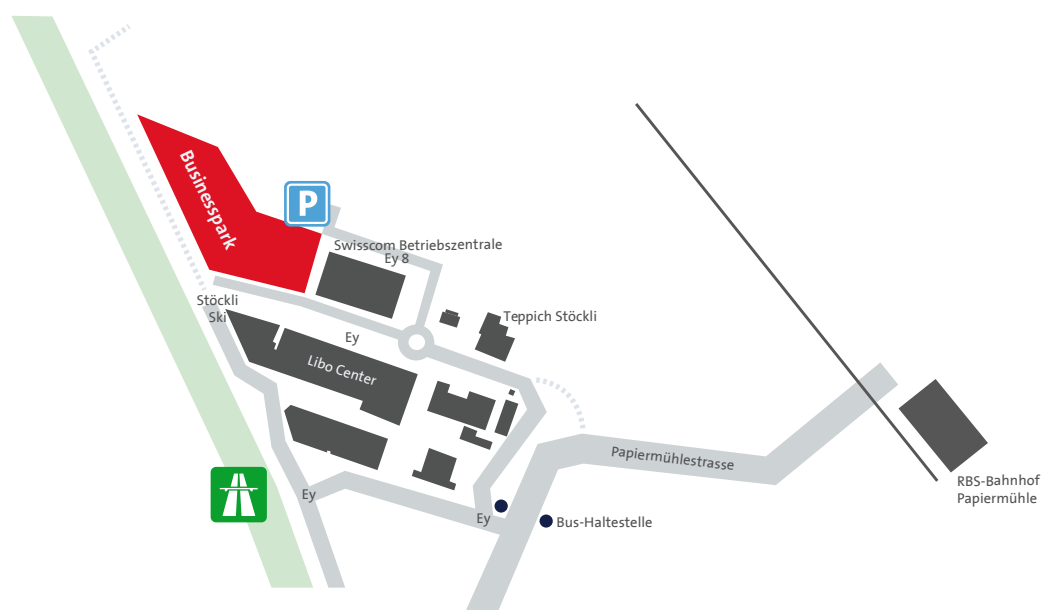 Businesspark
P
Swisscom Betriebszentrale
Ey 8
Stöckli
Ski
Teppich Stöckli
Ey
Libo Center
Papiermühlestrasse
RBS-Bahnhof
Papiermühle
Ey
Ey
Bus-Haltestelle